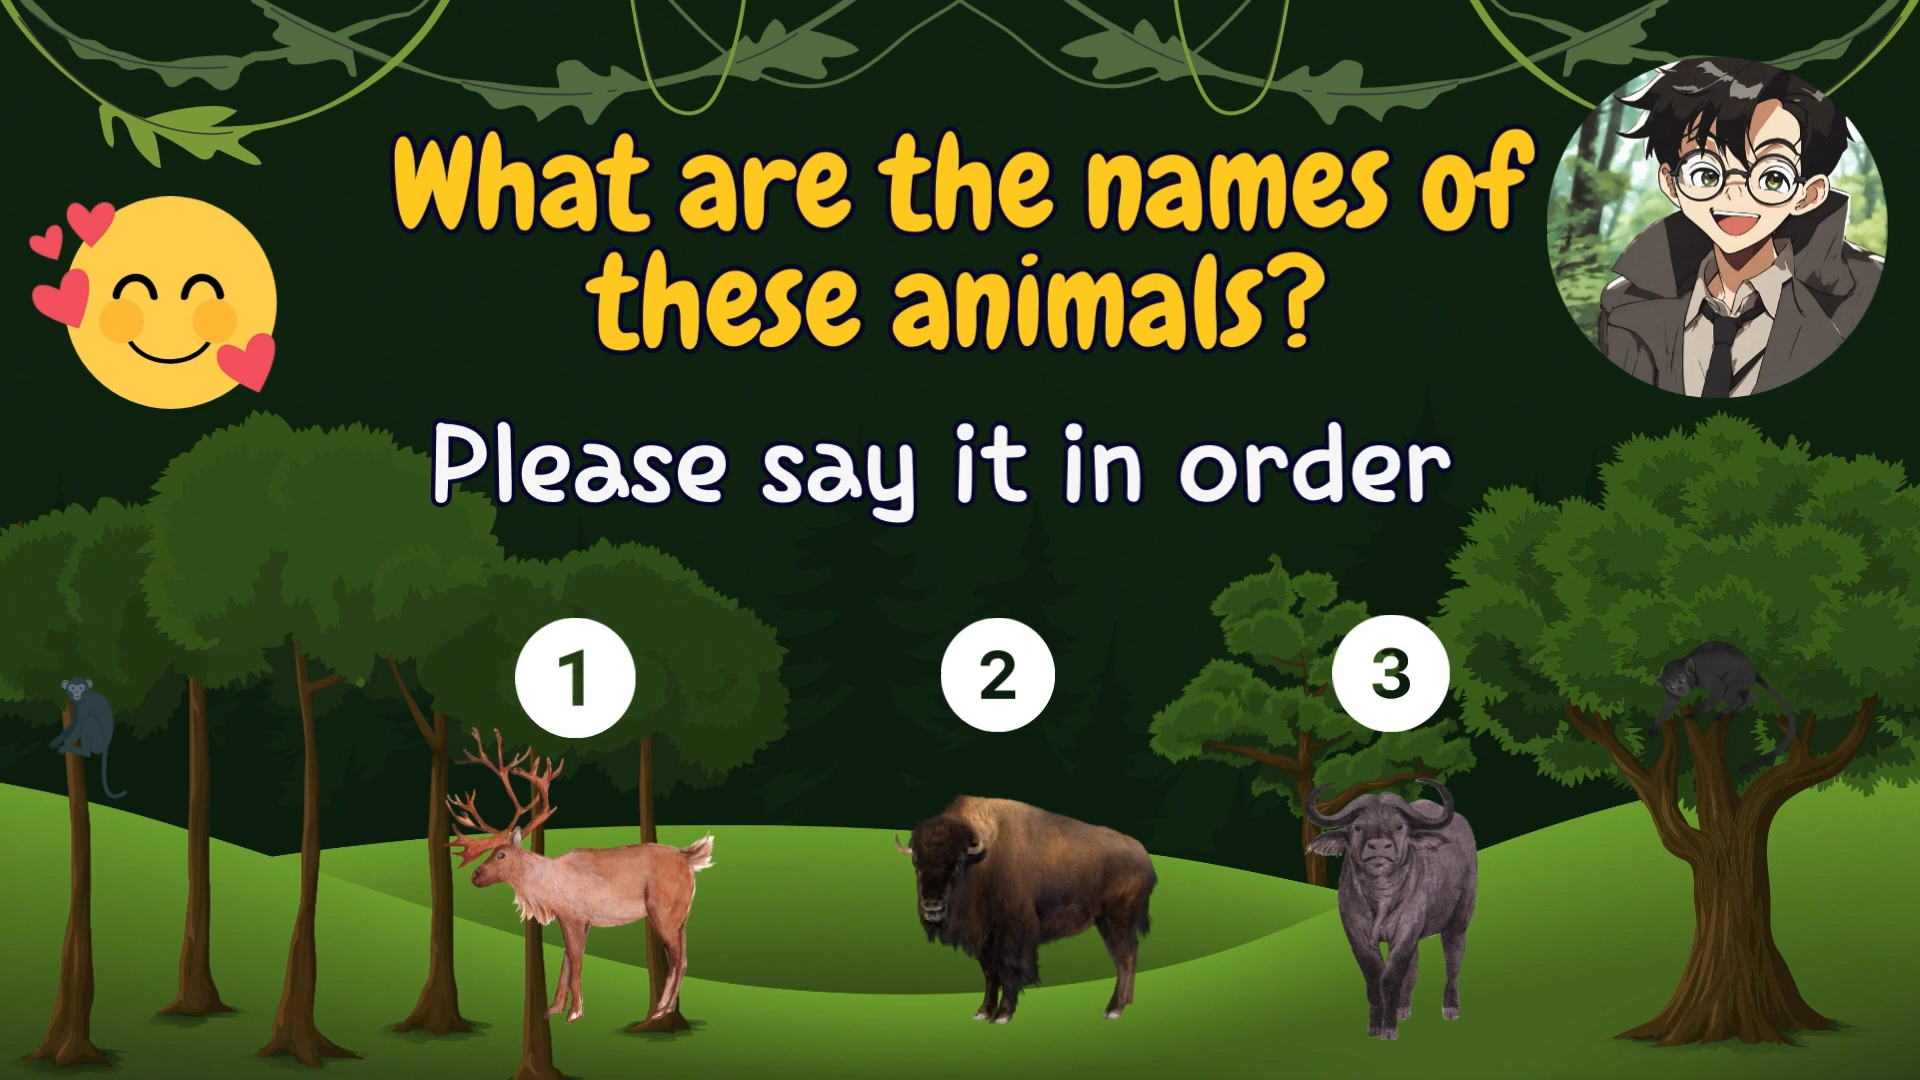 What are the names of
these animals?
Please say it in order
1
2
3